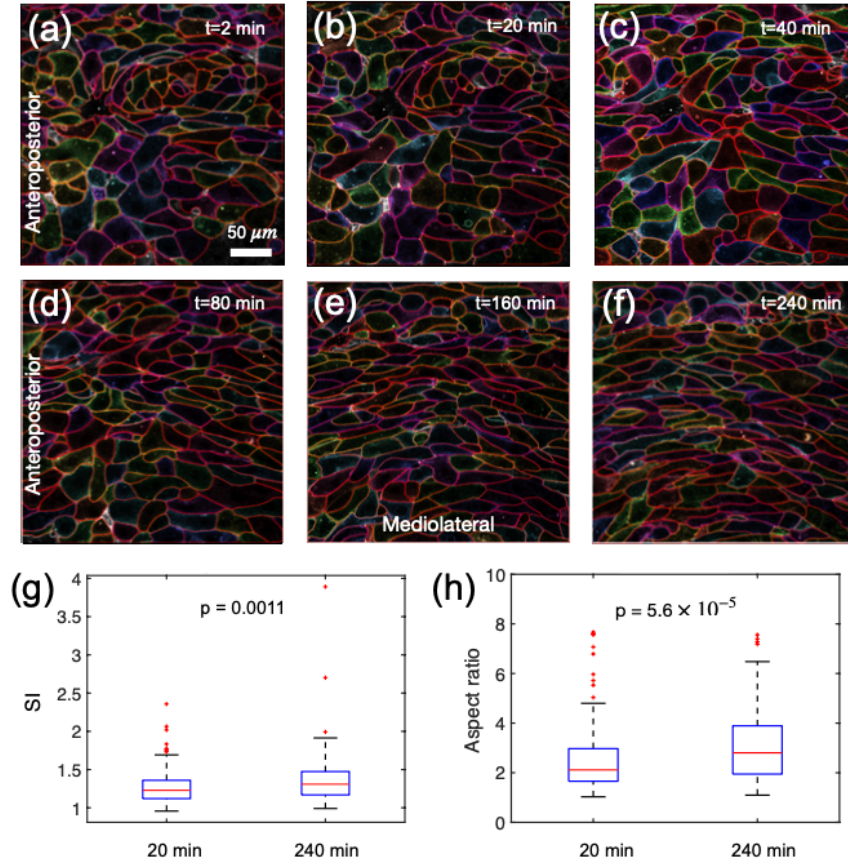 (a) t=2 min
(b) t=20 min
(c) t=40 min
Anteroposterior
50 μm
(d) t=80 min
(e) t=160 min
(f) t=240 min
Anteroposterior
Mediolateral
(g)
p = 0.0011
SI
4
3.5
3
2.5
2
1.5
1
20 min 240 min
(h)
p = 5.6 × 10⁻⁵
Aspect ratio
10
8
6
4
2
0
20 min 240 min